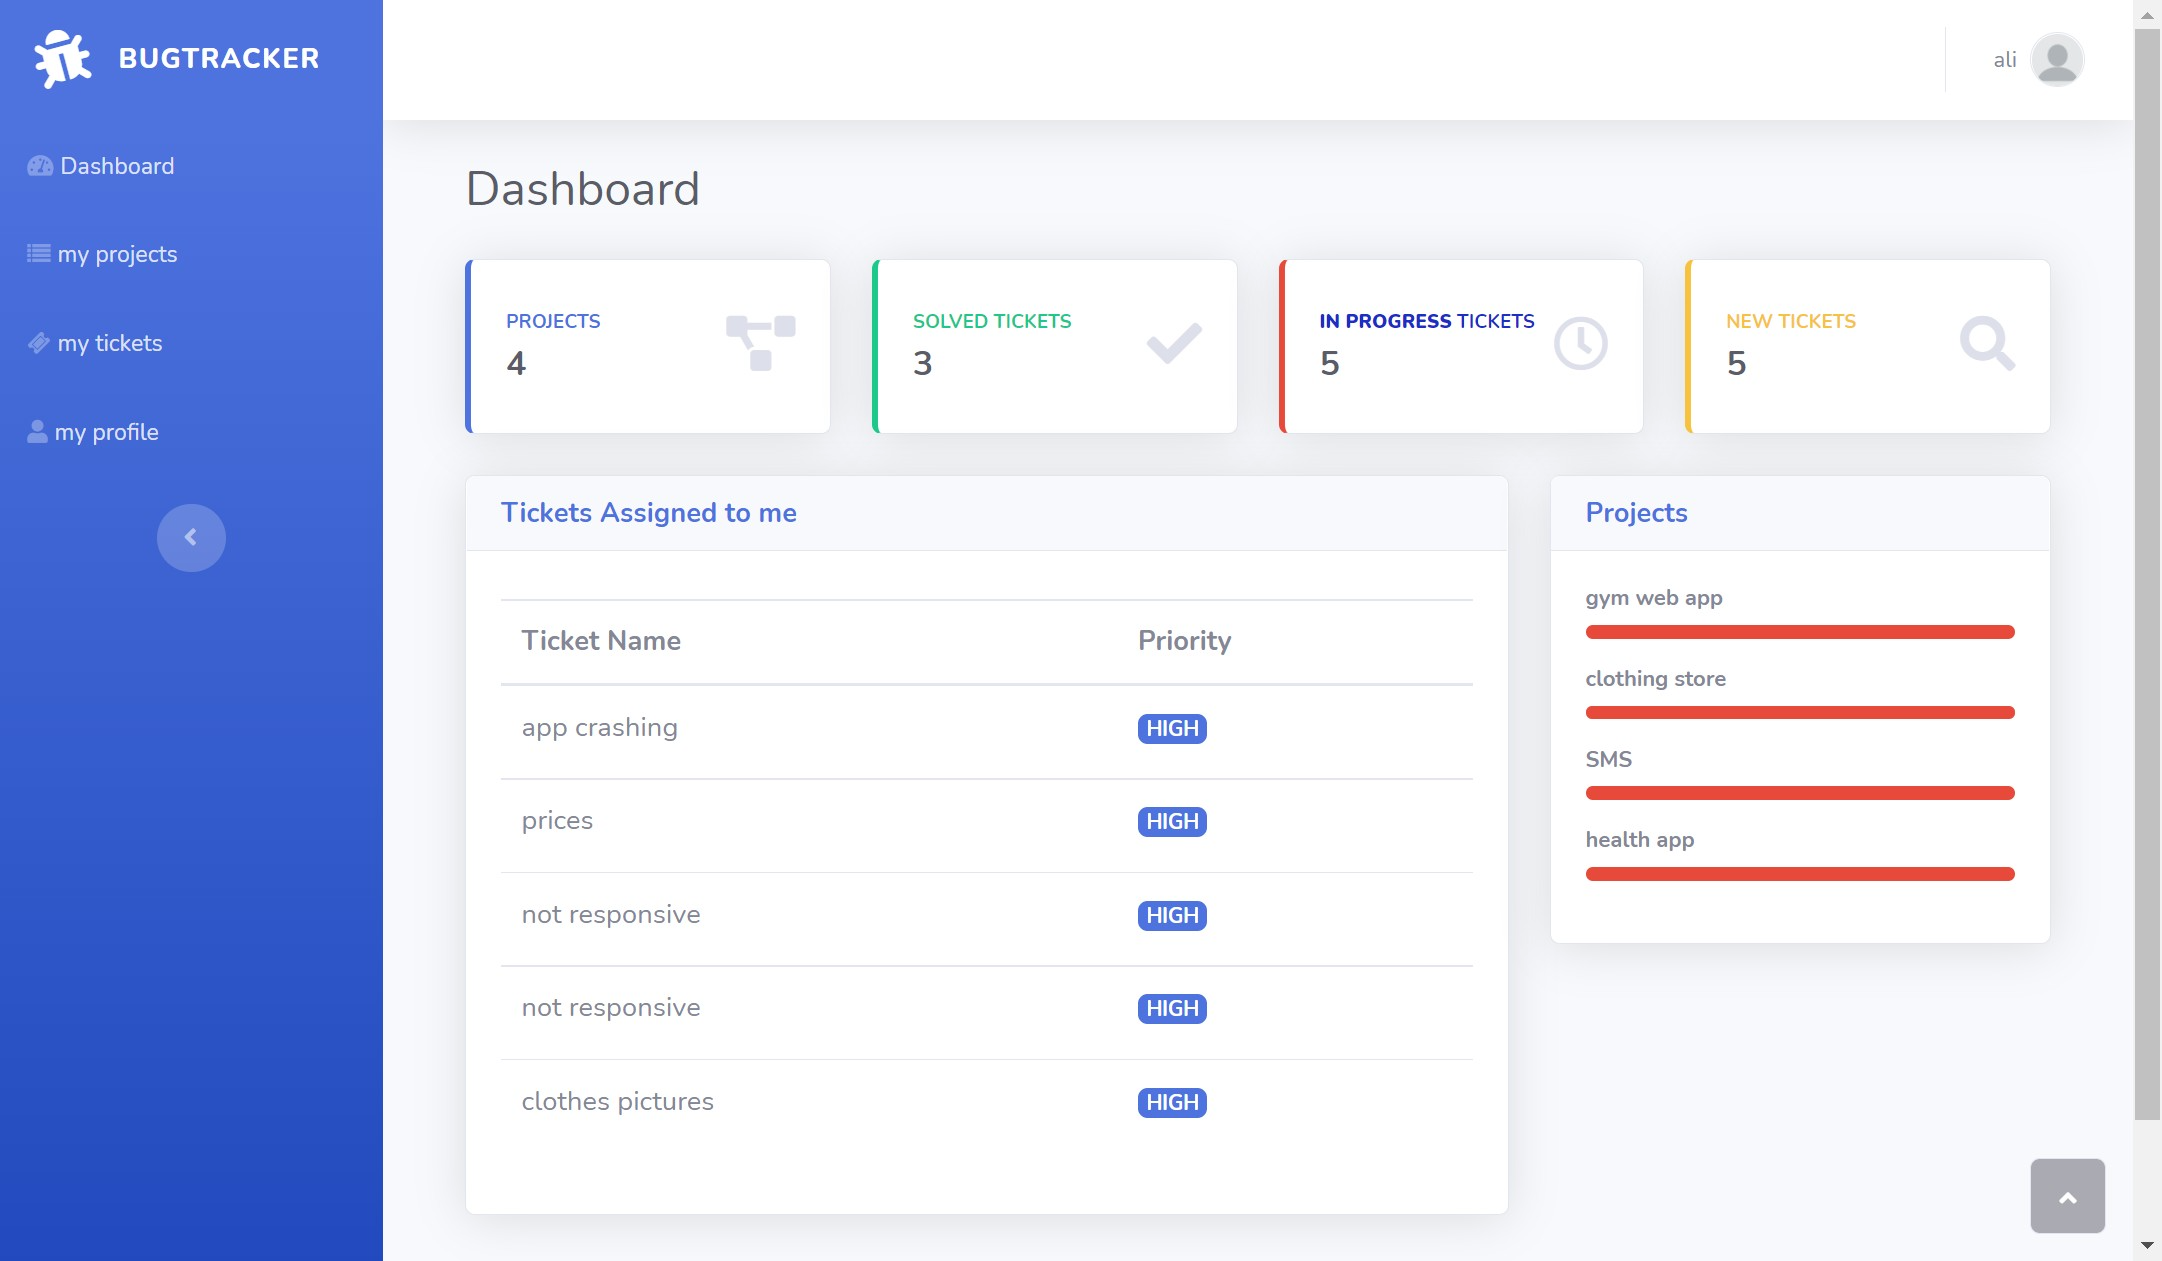 BUGTRACKER
ali
Dashboard
my projects
my tickets
my profile
Dashboard
PROJECTS
4
SOLVED TICKETS
3
IN PROGRESS TICKETS
5
NEW TICKETS
5
Tickets Assigned to me
Ticket Name Priority
app crashing HIGH
prices HIGH
not responsive HIGH
not responsive HIGH
clothes pictures HIGH
Projects
gym web app
clothing store
SMS
health app